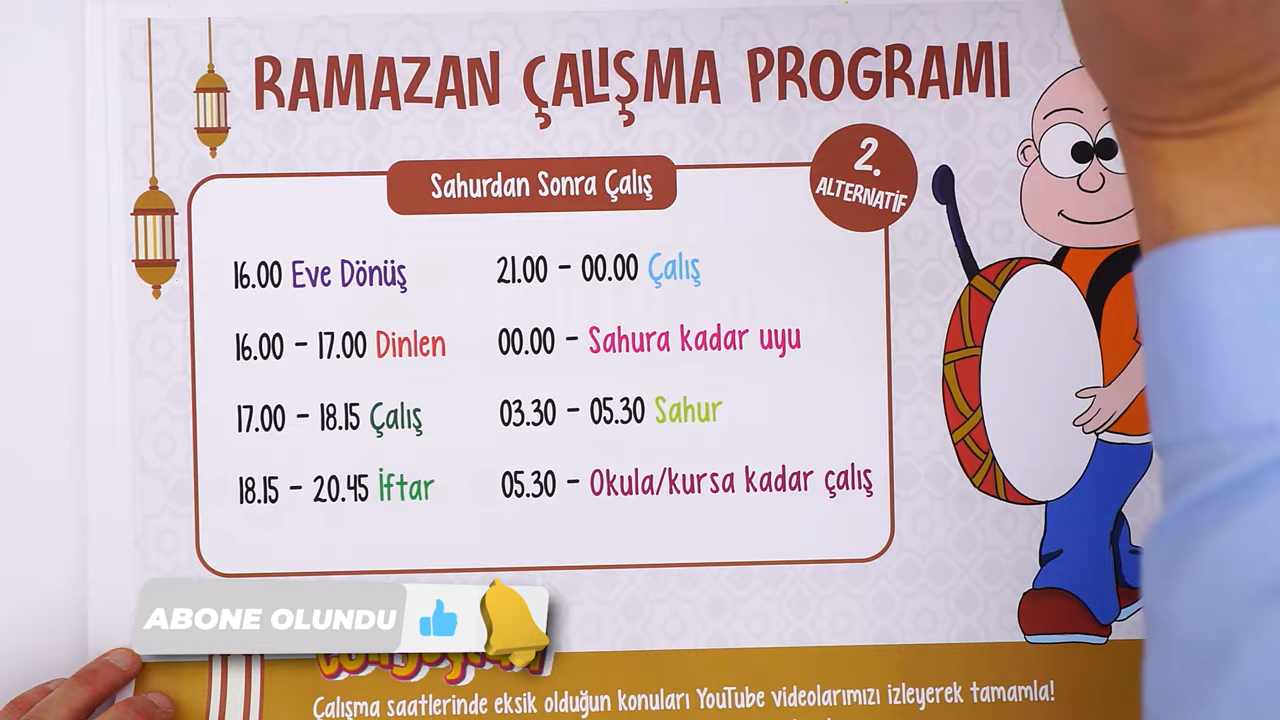 RAMAZAN ÇALIŞMA PROGRAMI
2.
ALTERNATİF
Sahurdan Sonra Çalış
16.00 Eve Dönüş
16.00 - 17.00 Dinlen
17.00 - 18.15 Çalış
18.15 - 20.45 İftar
21.00 - 00.00 Çalış
00.00 - Sahura kadar uyu
03.30 - 05.30 Sahur
05.30 - Okula/kursa kadar çalış
ABONE OLUNDU
Çalışma saatlerinde eksik olduğun konuları YouTube videolarımızı izleyerek tamamla!